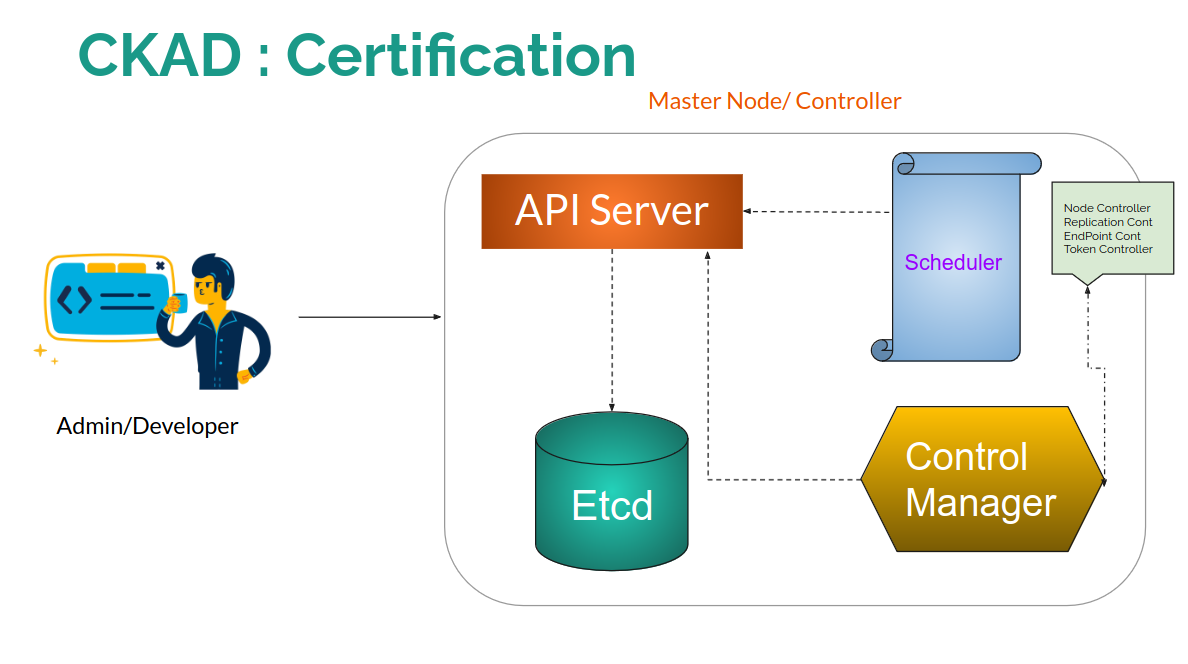 CKAD : Certification
Master Node/ Controller
API Server
Scheduler
Node Controller
Replication Cont
EndPoint Cont
Token Controller
Admin/Developer
Etcd
Control
Manager